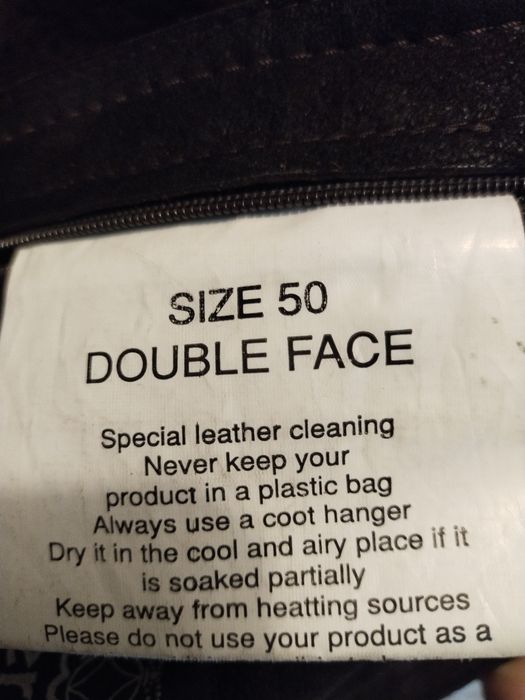 SIZE 50
DOUBLE FACE
Special leather cleaning
Never keep your
product in a plastic bag
Always use a coot hanger
Dry it in the cool and airy place if it
is soaked partially
Keep away from heatting sources
Please do not use your product as a